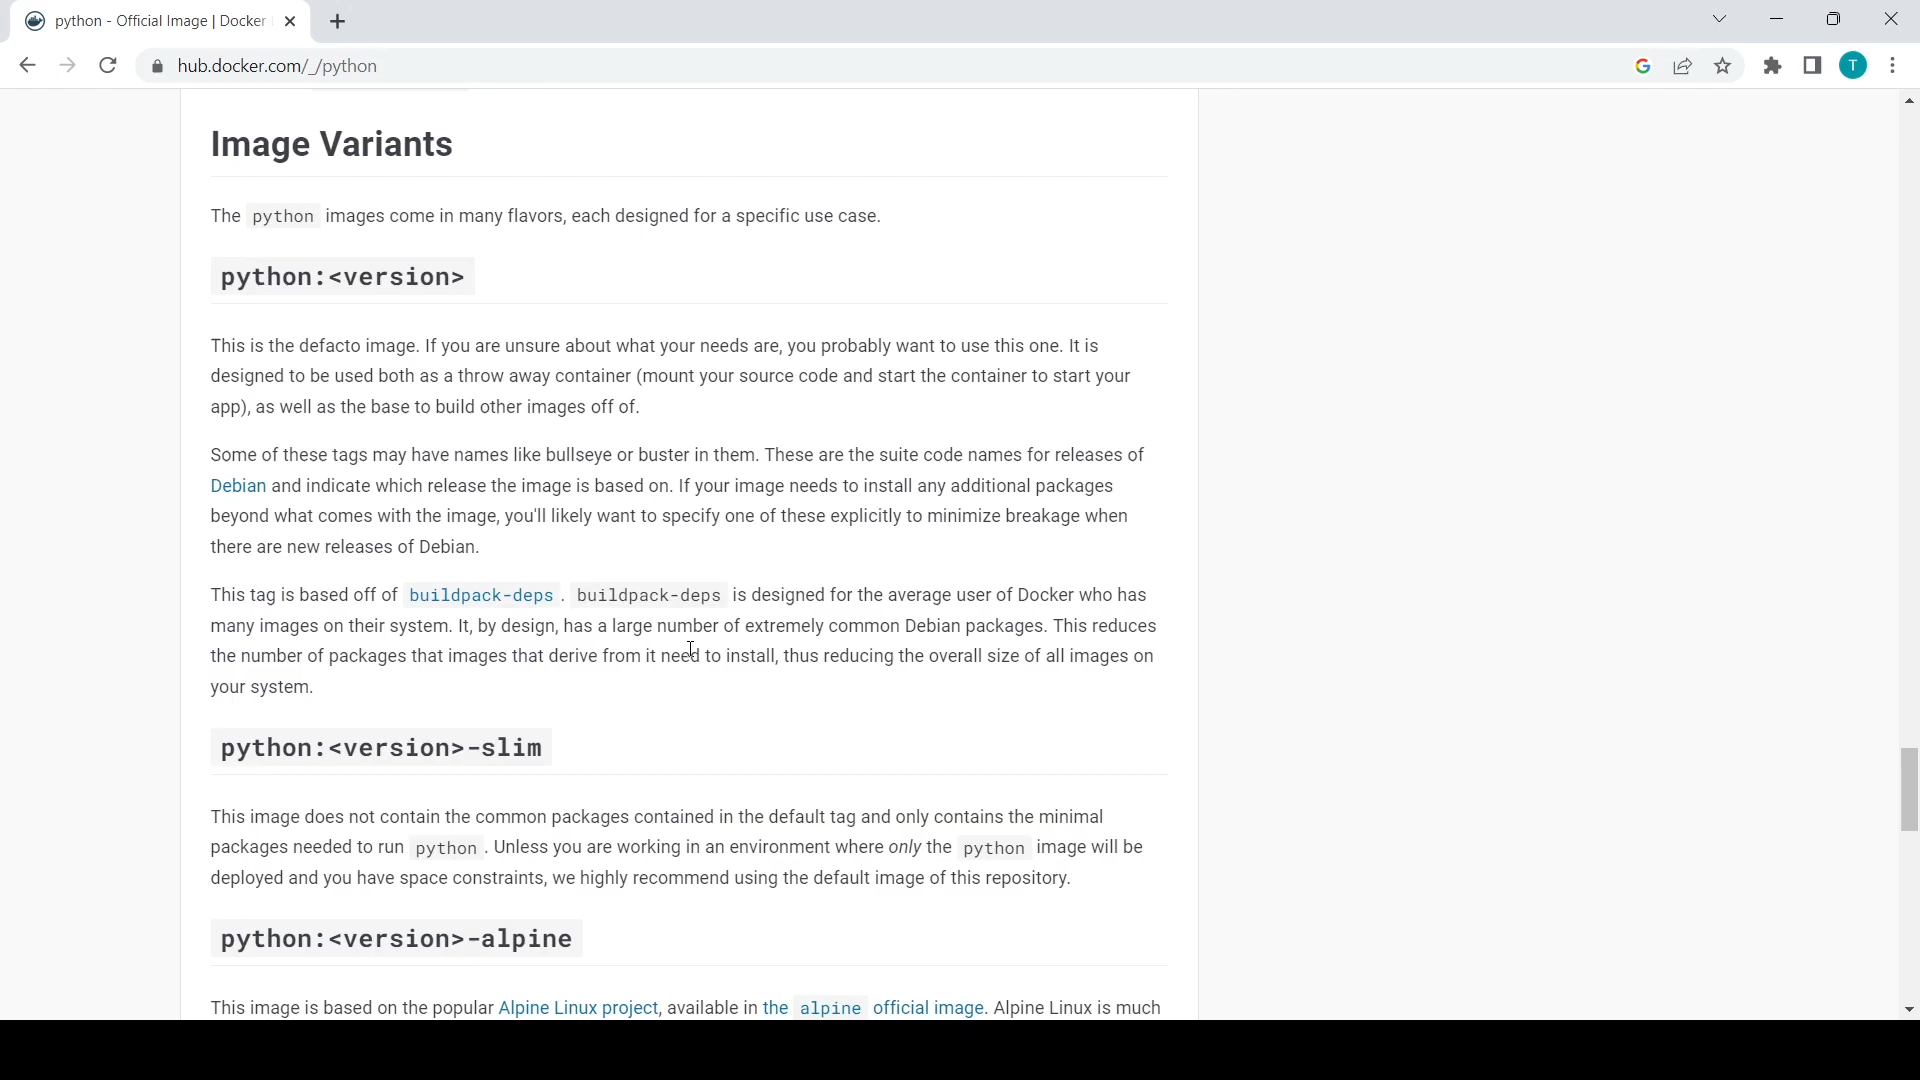 python - Official Image | Docker
hub.docker.com/_/python
T
Image Variants
The python images come in many flavors, each designed for a specific use case.
python:<version>
This is the defacto image. If you are unsure about what your needs are, you probably want to use this one. It is
designed to be used both as a throw away container (mount your source code and start the container to start your
app), as well as the base to build other images off of.
Some of these tags may have names like bullseye or buster in them. These are the suite code names for releases of
Debian and indicate which release the image is based on. If your image needs to install any additional packages
beyond what comes with the image, you'll likely want to specify one of these explicitly to minimize breakage when
there are new releases of Debian.
This tag is based off of buildpack-deps . buildpack-deps is designed for the average user of Docker who has
many images on their system. It, by design, has a large number of extremely common Debian packages. This reduces
the number of packages that images that derive from it need to install, thus reducing the overall size of all images on
your system.
python:<version>-slim
This image does not contain the common packages contained in the default tag and only contains the minimal
packages needed to run python . Unless you are working in an environment where only the python image will be
deployed and you have space constraints, we highly recommend using the default image of this repository.
python:<version>-alpine
This image is based on the popular Alpine Linux project, available in the alpine official image. Alpine Linux is much